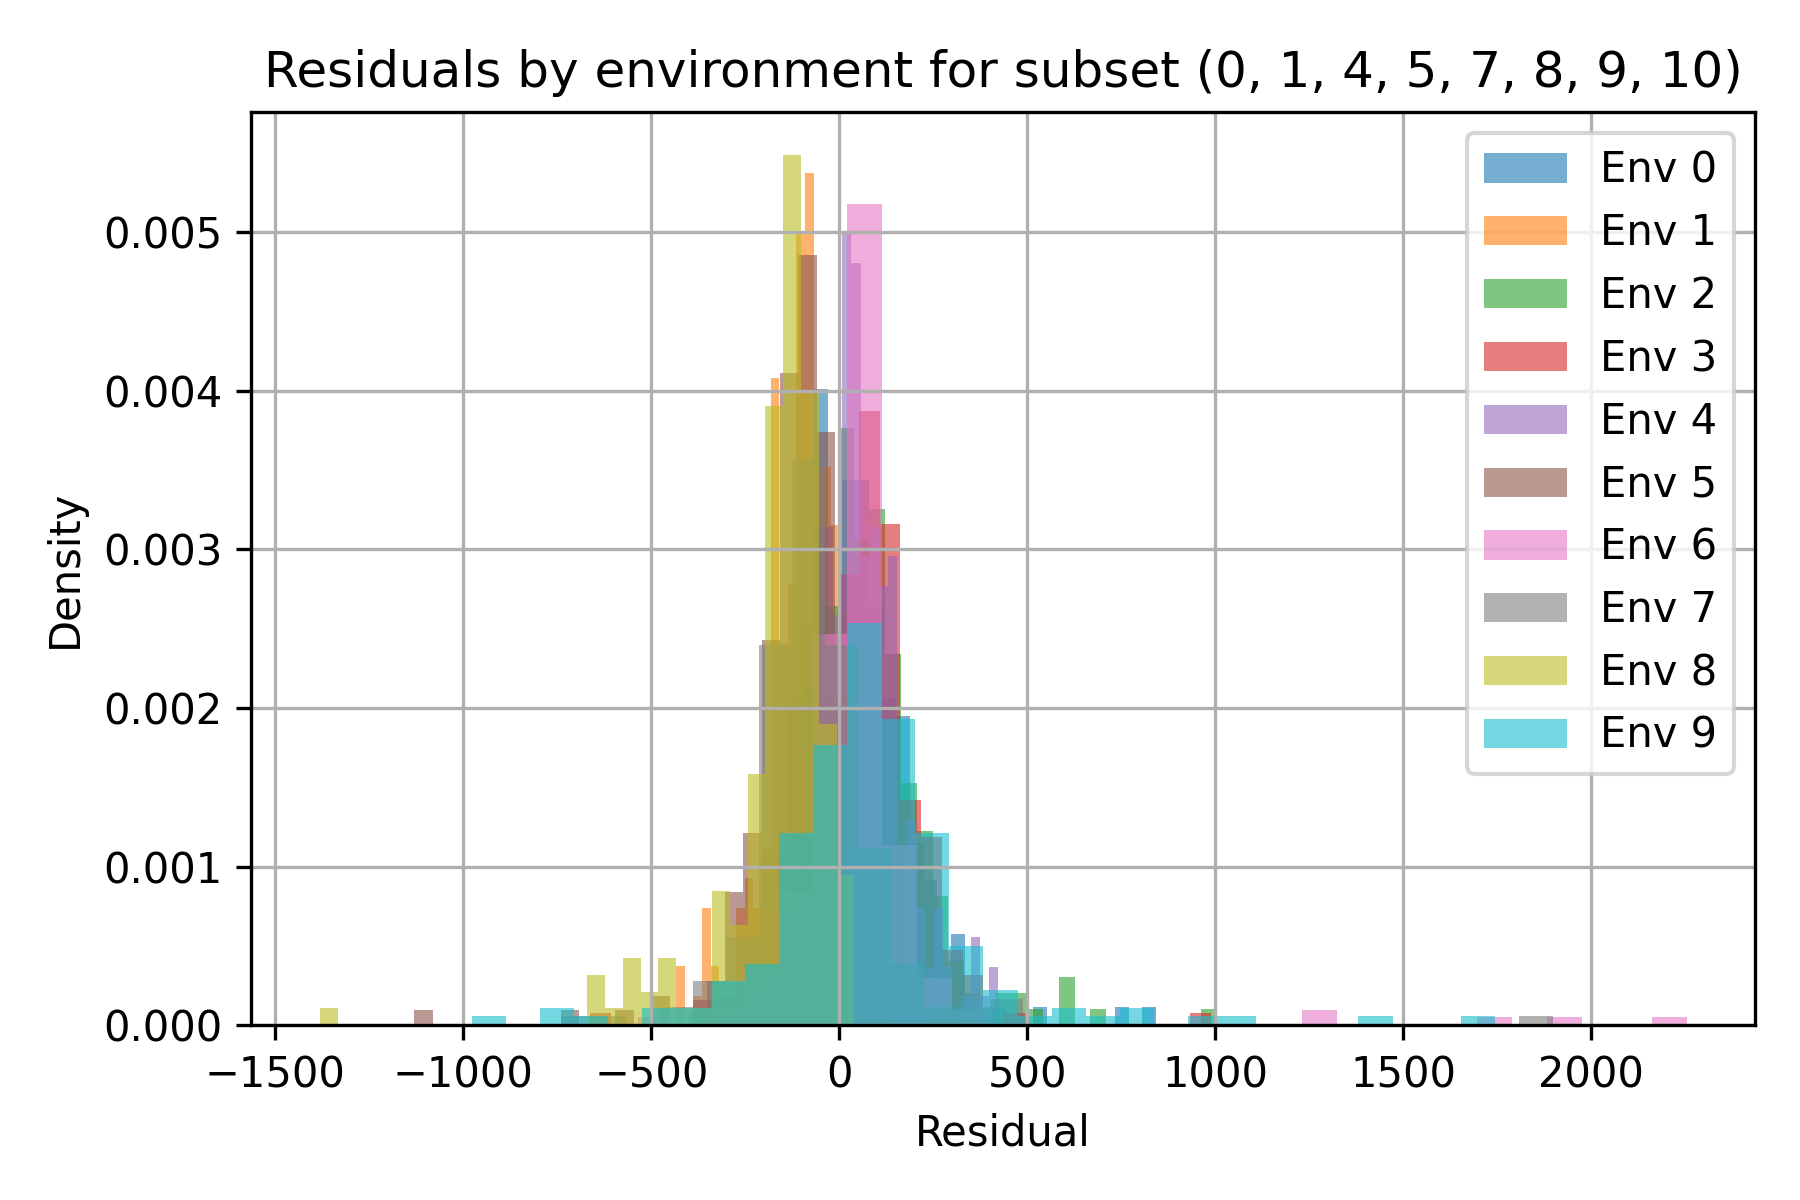 Residuals by environment for subset (0, 1, 4, 5, 7, 8, 9, 10)
Env 0
Env 1
Env 2
Env 3
Env 4
Env 5
Env 6
Env 7
Env 8
Env 9
Density
0.005
0.004
0.003
0.002
0.001
0.000
−1500 −1000 −500 0 500 1000 1500 2000
Residual